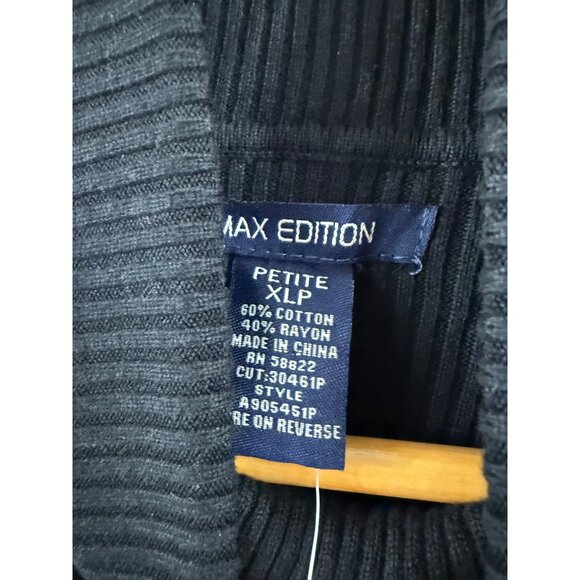 MAX EDITION
PETITE
XLP
60% COTTON
40% RAYON
MADE IN CHINA
RN 58822
CUT:30461P
STYLE
A905451P
RE ON REVERSE